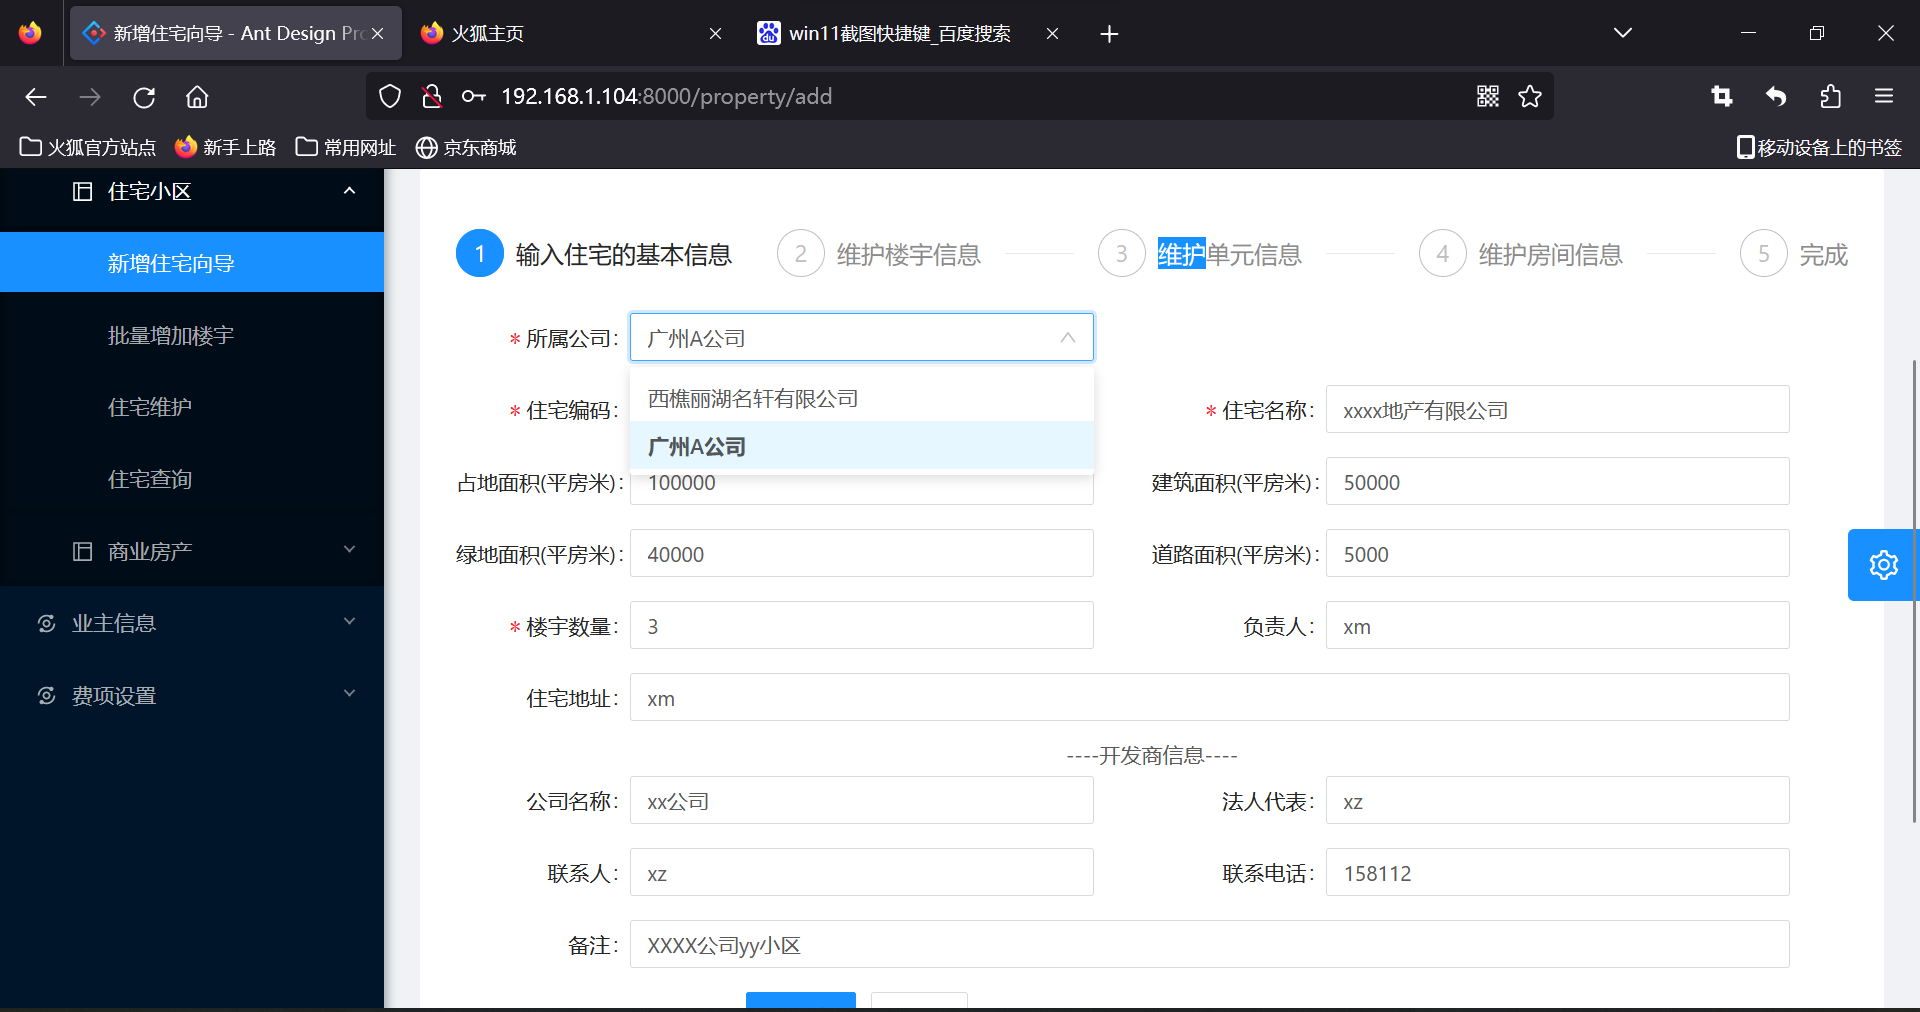 新增住宅向导 - Ant Design Pro
火狐主页
win11截图快捷键_百度搜索
192.168.1.104:8000/property/add
火狐官方站点
新手上路
常用网址
京东商城
移动设备上的书签
住宅小区
新增住宅向导
批量增加楼宇
住宅维护
住宅查询
商业房产
业主信息
费项设置
1 输入住宅的基本信息
2 维护楼宇信息
3 维护单元信息
4 维护房间信息
5 完成
* 所属公司: 广州A公司
西樵丽湖名轩有限公司
广州A公司
* 住宅编码:
* 住宅名称: xxxx地产有限公司
占地面积(平房米): 100000
建筑面积(平房米): 50000
绿地面积(平房米): 40000
道路面积(平房米): 5000
* 楼宇数量: 3
负责人: xm
住宅地址: xm
----开发商信息----
公司名称: xx公司
法人代表: xz
联系人: xz
联系电话: 158112
备注: XXXX公司yy小区